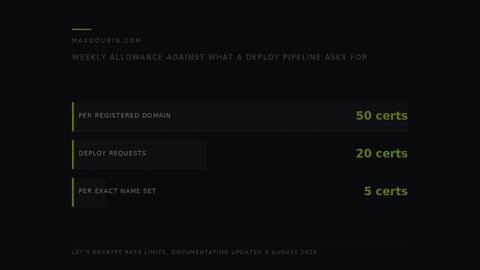 MAXDOURIN.COM
WEEKLY ALLOWANCE AGAINST WHAT A DEPLOY PIPELINE ASKS FOR
PER REGISTERED DOMAIN 50 certs
DEPLOY REQUESTS 20 certs
PER EXACT NAME SET 5 certs
LET'S ENCRYPT RATE LIMITS, DOCUMENTATION UPDATED 5 AUGUST 2026